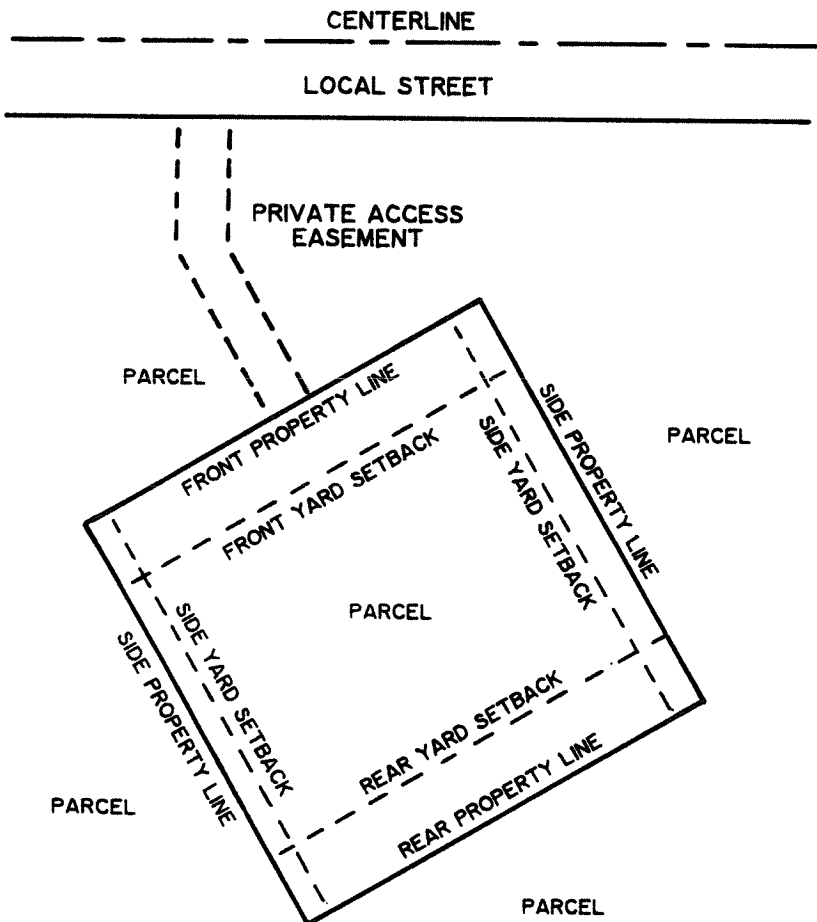 CENTERLINE
LOCAL STREET
PRIVATE ACCESS
EASEMENT
PARCEL
FRONT PROPERTY LINE
SIDE PROPERTY LINE
PARCEL
FRONT YARD SETBACK
SIDE YARD SETBACK
PARCEL
SIDE YARD SETBACK
SIDE PROPERTY LINE
REAR YARD SETBACK
REAR PROPERTY LINE
PARCEL
PARCEL